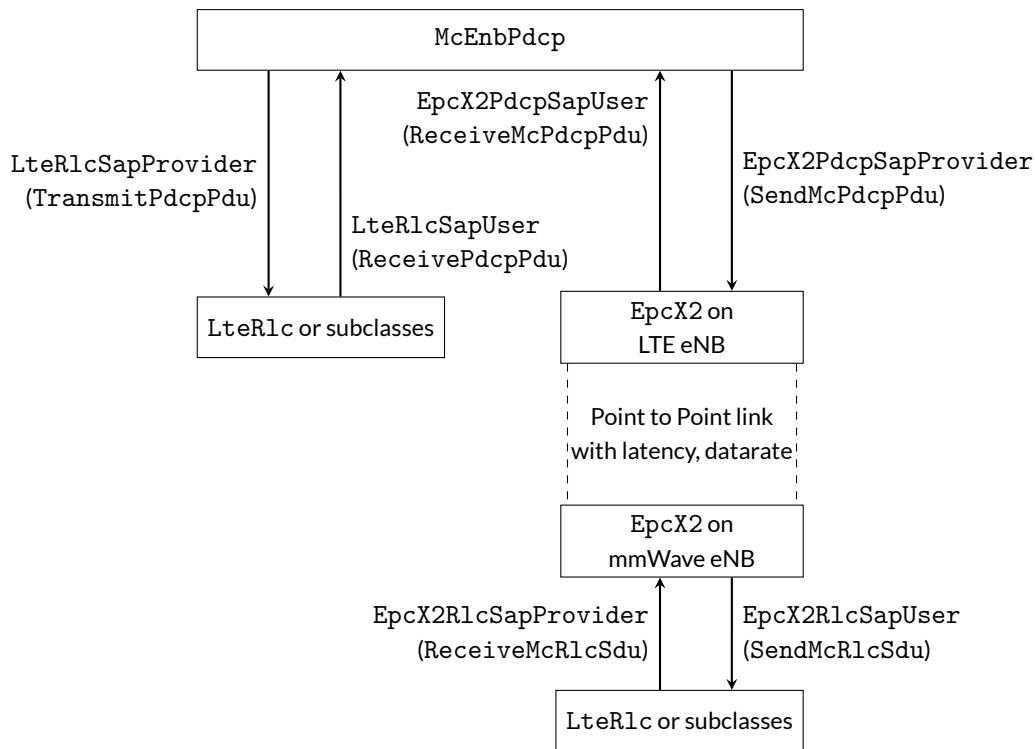 McEnbPdcp
EpcX2PdcpSapUser
(ReceiveMcPdcpPdu)
LteRlcSapProvider
(TransmitPdcpPdu)
EpcX2PdcpSapProvider
(SendMcPdcpPdu)
LteRlcSapUser
(ReceivePdcpPdu)
LteRlc or subclasses
EpcX2 on
LTE eNB
Point to Point link
with latency, datarate
EpcX2 on
mmWave eNB
EpcX2RlcSapProvider
(ReceiveMcRlcSdu)
EpcX2RlcSapUser
(SendMcRlcSdu)
LteRlc or subclasses